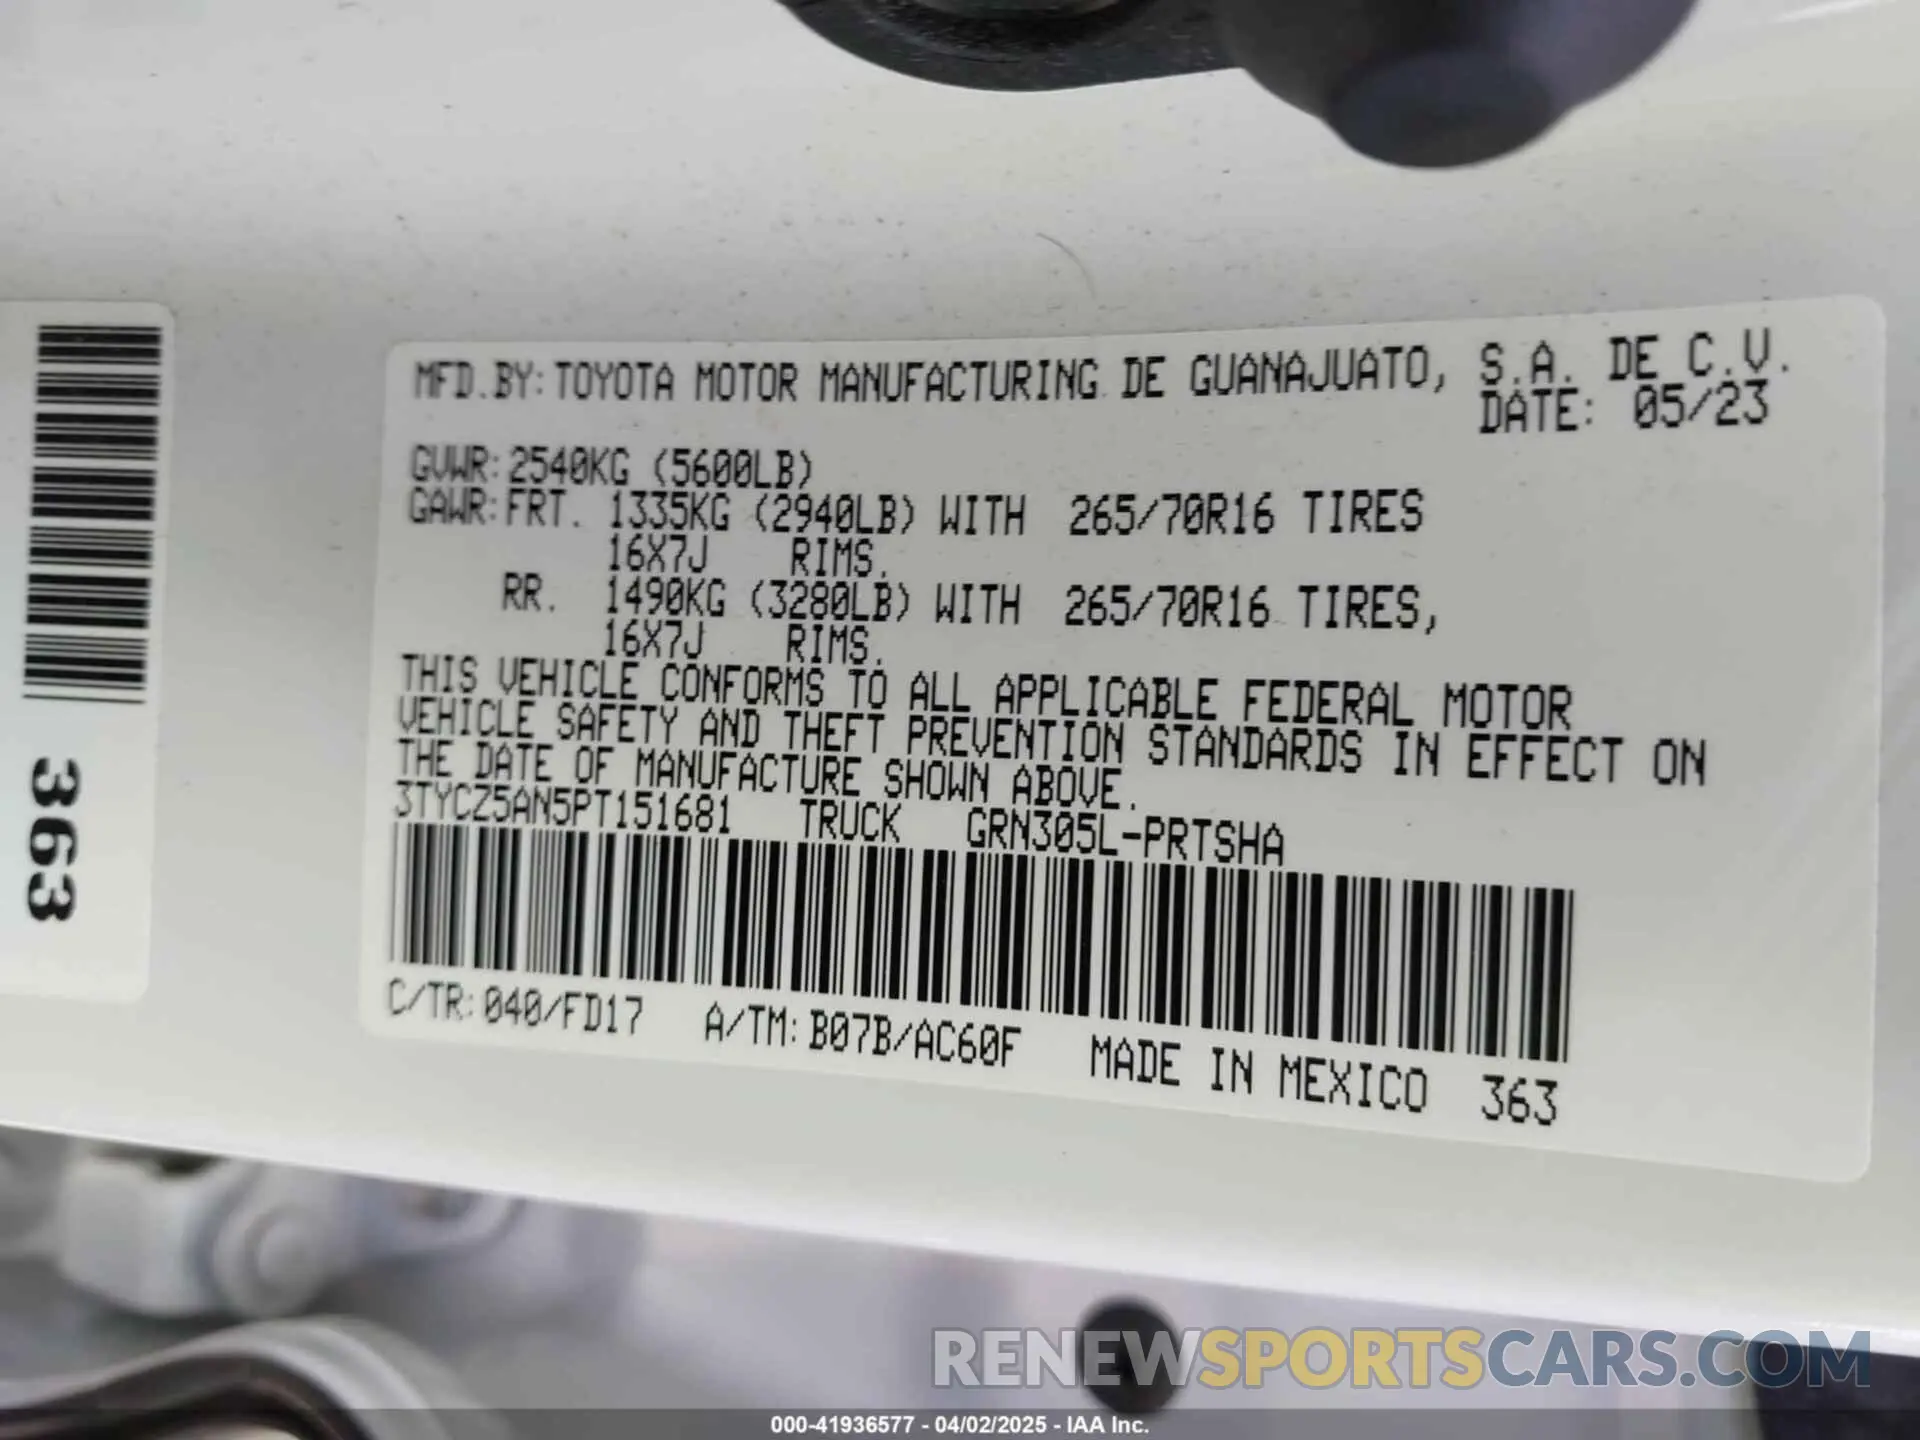 MFD.BY:TOYOTA MOTOR MANUFACTURING DE GUANAJUATO, S.A. DE C.V.
DATE: 05/23
GVWR:2540KG (5600LB)
GAWR:FRT. 1335KG (2940LB) WITH 265/70R16 TIRES
16X7J RIMS.
RR. 1490KG (3280LB) WITH 265/70R16 TIRES,
16X7J RIMS.
THIS VEHICLE CONFORMS TO ALL APPLICABLE FEDERAL MOTOR
VEHICLE SAFETY AND THEFT PREVENTION STANDARDS IN EFFECT ON
THE DATE OF MANUFACTURE SHOWN ABOVE.
3TYCZ5AN5PT151681 TRUCK GRN305L-PRTSHA
C/TR:040/FD17 A/TM:B07B/AC60F MADE IN MEXICO 363
363
RENEWSPORTSCARS.COM
000-41936577 - 04/02/2025 - IAA Inc.